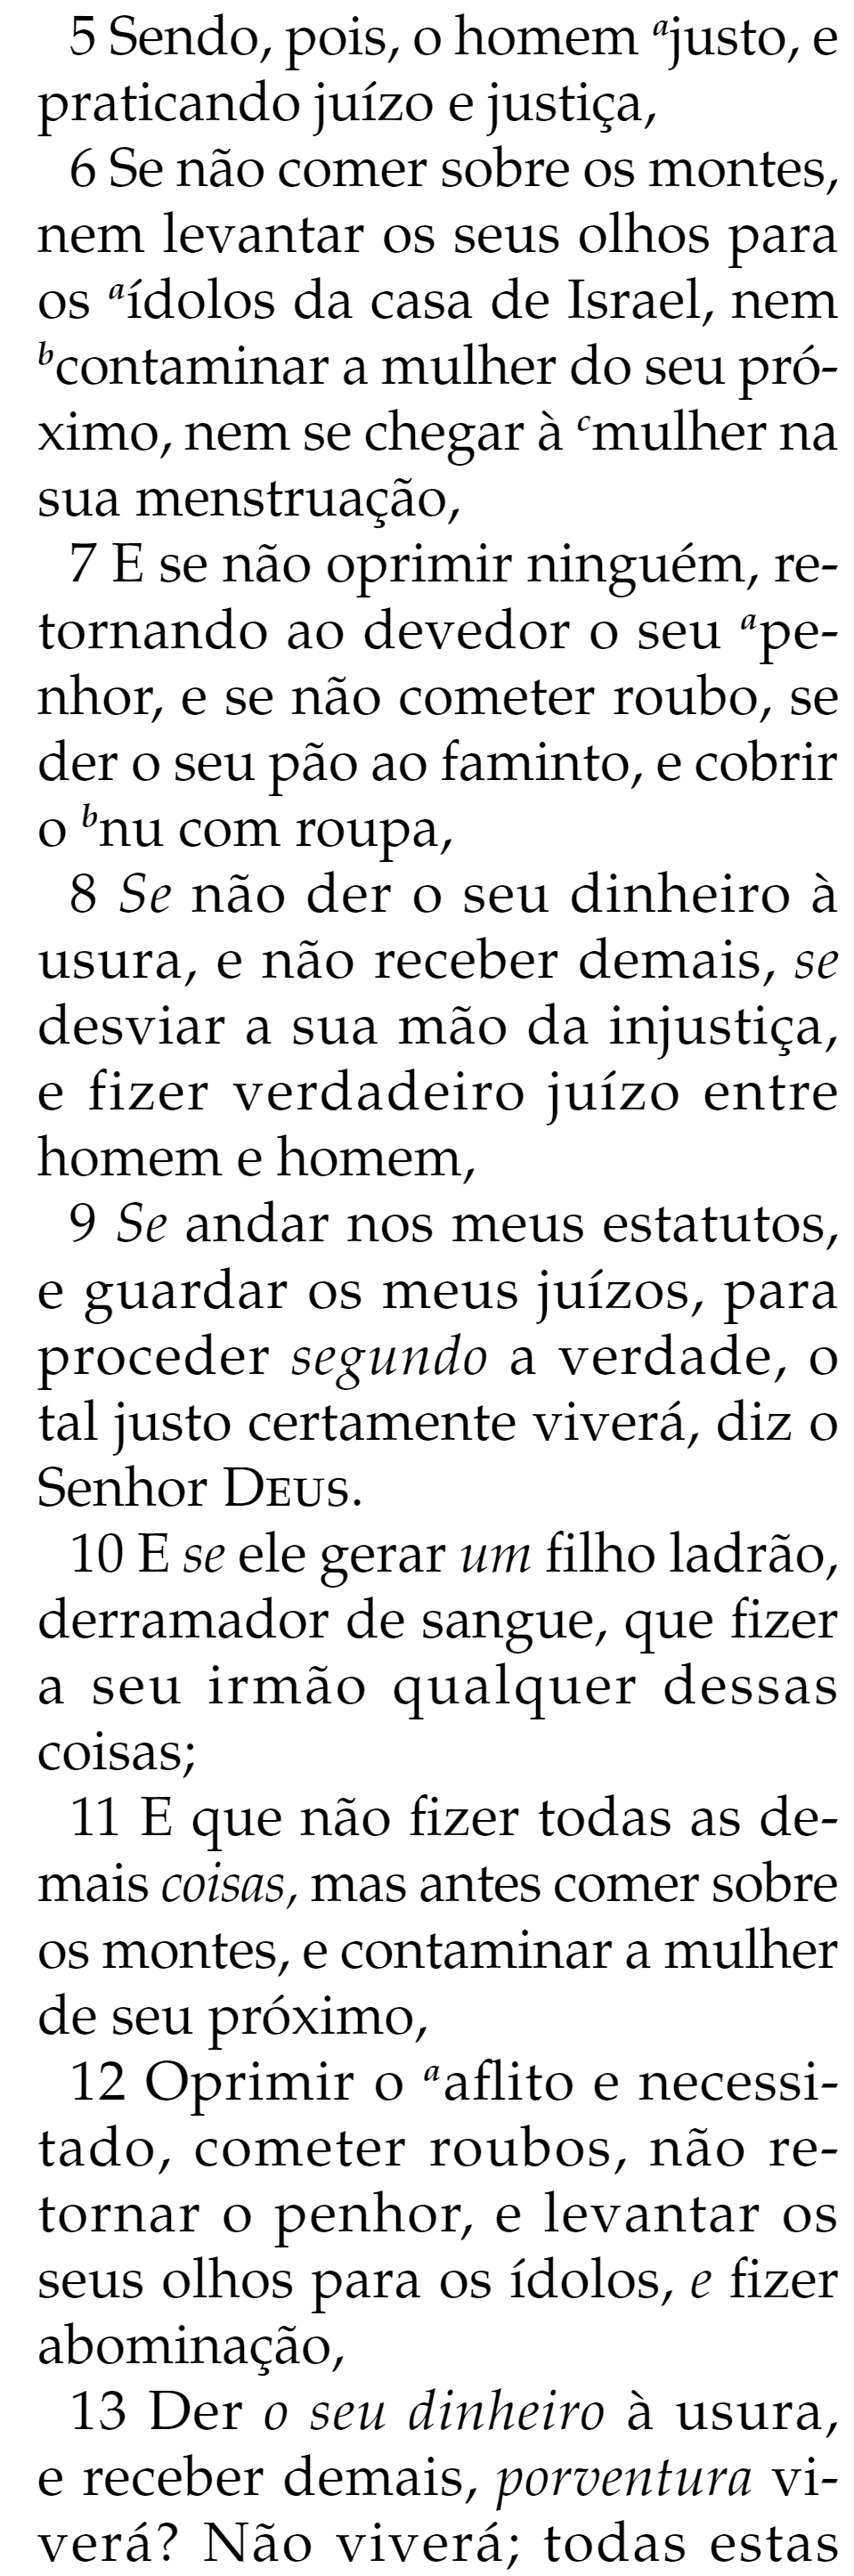 5 Sendo, pois, o homem ajusto, e
praticando juízo e justiça,
6 Se não comer sobre os montes,
nem levantar os seus olhos para
os aídolos da casa de Israel, nem
bcontaminar a mulher do seu pró-
ximo, nem se chegar à cmulher na
sua menstruação,
7 E se não oprimir ninguém, re-
tornando ao devedor o seu ape-
nhor, e se não cometer roubo, se
der o seu pão ao faminto, e cobrir
o bnu com roupa,
8 Se não der o seu dinheiro à
usura, e não receber demais, se
desviar a sua mão da injustiça,
e fizer verdadeiro juízo entre
homem e homem,
9 Se andar nos meus estatutos,
e guardar os meus juízos, para
proceder segundo a verdade, o
tal justo certamente viverá, diz o
Senhor DEUS.
10 E se ele gerar um filho ladrão,
derramador de sangue, que fizer
a seu irmão qualquer dessas
coisas;
11 E que não fizer todas as de-
mais coisas, mas antes comer sobre
os montes, e contaminar a mulher
de seu próximo,
12 Oprimir o aaflito e necessi-
tado, cometer roubos, não re-
tornar o penhor, e levantar os
seus olhos para os ídolos, e fizer
abominação,
13 Der o seu dinheiro à usura,
e receber demais, porventura vi-
verá? Não viverá; todas estas